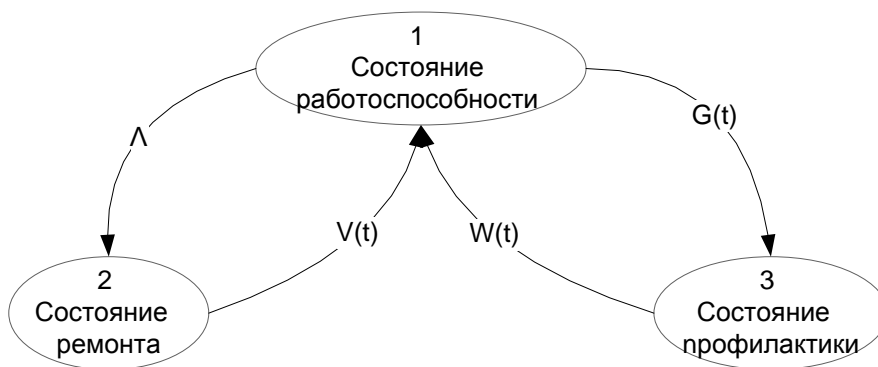 1
Состояние
работоспособности
Λ
G(t)
V(t)
W(t)
2
Состояние
ремонта
3
Состояние
профилактики